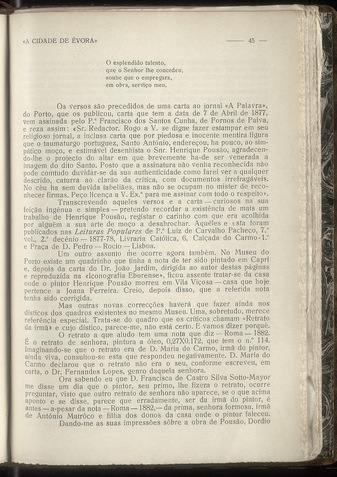 «A CIDADE DE ÉVORA»
45
O esplendido talento,
que o Senhor lhe concedeu,
soube que o empregara,
em obra, serviço meu.
Os versos são precedidos de uma carta ao jornal «A Palavra»,
do Porto, que os publicou, carta que tem a data de 7 de Abril de 1877,
vem assinada pelo P.e Francisco dos Santos Cunha, de Fornos de Paiva,
e reza assim: «Sr. Redactor. Rogo a V. se digne fazer estampar em seu
religioso jornal, a inclusa carta que por piedosa e inocente mentira figura
que o taumaturgo português, Santo António, endereçou, há pouco, ao sim-
pático moço, e estimável desenhista o Snr. Henrique Pousão, agradecen-
do-lhe o projecto do altar em que brevemente há-de ser venerada a
imagem do dito Santo. Posto que a assinatura não venha reconhecida não
pode contudo duvidar-se da sua authenticidade como farei ver a qualquer
descrido, caturra ao clarão da crítica, com documentos irrefragáveis.
No céu ha sem duvida tabeliães, mas não se ocupam no mister de reco-
nhecer firmas. Peço licença a V. Ex.ª para me assinar com todo o respeito».
Transcrevendo aqueles versos e a carta — curiosos na sua
feição ingénua e simples — pretendo recordar a existência de mais um
trabalho de Henrique Pousão, registar o carinho com que era acolhida
por alguém a sua arte de moço a desabrochar. Aquêles e esta foram
publicados nas Leituras Populares de P.e Luiz de Carvalho Pacheco, 7.º
vol., 2.º decénio — 1877-78, Livraria Católica, 6, Calçada do Carmo - 1.º
e Praça de D. Pedro — Rocio — Lisboa.
Um outro assunto me ocorre agora também. No Museu do
Porto existe um quadrinho que tinha a nota de ter sido pintado em Capri
e, depois da carta do Dr. João Jardim, dirigida ao autor destas páginas
e reproduzida na «Iconografia Eborense», ficou assente tratar-se da casa
onde o pintor Henrique Pousão morreu em Vila Viçosa — casa que hoje
pertence a Joana Ferreira. Creio, depois disso, que a referida nota
tenha sido corrigida.
Mas outras novas correcções haverá que fazer ainda nos
dísticos dos quadros existentes no mesmo Museu. Uma, sobretudo, merece
referência especial. Trata-se do quadro que os críticos chamam «Retrato
da irmã» e cujo dístico, parece-me, não está certo. E vamos dizer porquê.
O retrato a que aludo tem uma nota que diz — Roma — 1882.
É o retrato de senhora, pintura a óleo, 0,27X0,172, que tem o n.º 114.
Imaginando-se que o retrato era de D. Maria do Carmo, irmã do pintor,
ainda viva, consultou-se esta que respondeu negativamente. D. Maria do
Carmo declarou que o retrato não era o seu, conforme escreveu, em
carta, o Dr. Fernandes Lopes, genro daquela senhora.
Ora sabendo eu que D. Francisca de Castro Silva Sotto-Mayor
me disse um dia que o pintor, seu primo, lhe fizera o retrato, ocorre
preguntar, visto que outro retrato de senhora não aparece, se o que acima
aponto e se disse, parece que erradamente, ser da irmã do pintor, é
antes — a-pesar da nota — Roma — 1882, — da prima, senhora formosa, irmã
de António Matroco e filha dos donos da casa onde o pintor faleceu.
Dando-me as suas impressões sôbre a obra de Pousão, Dordio